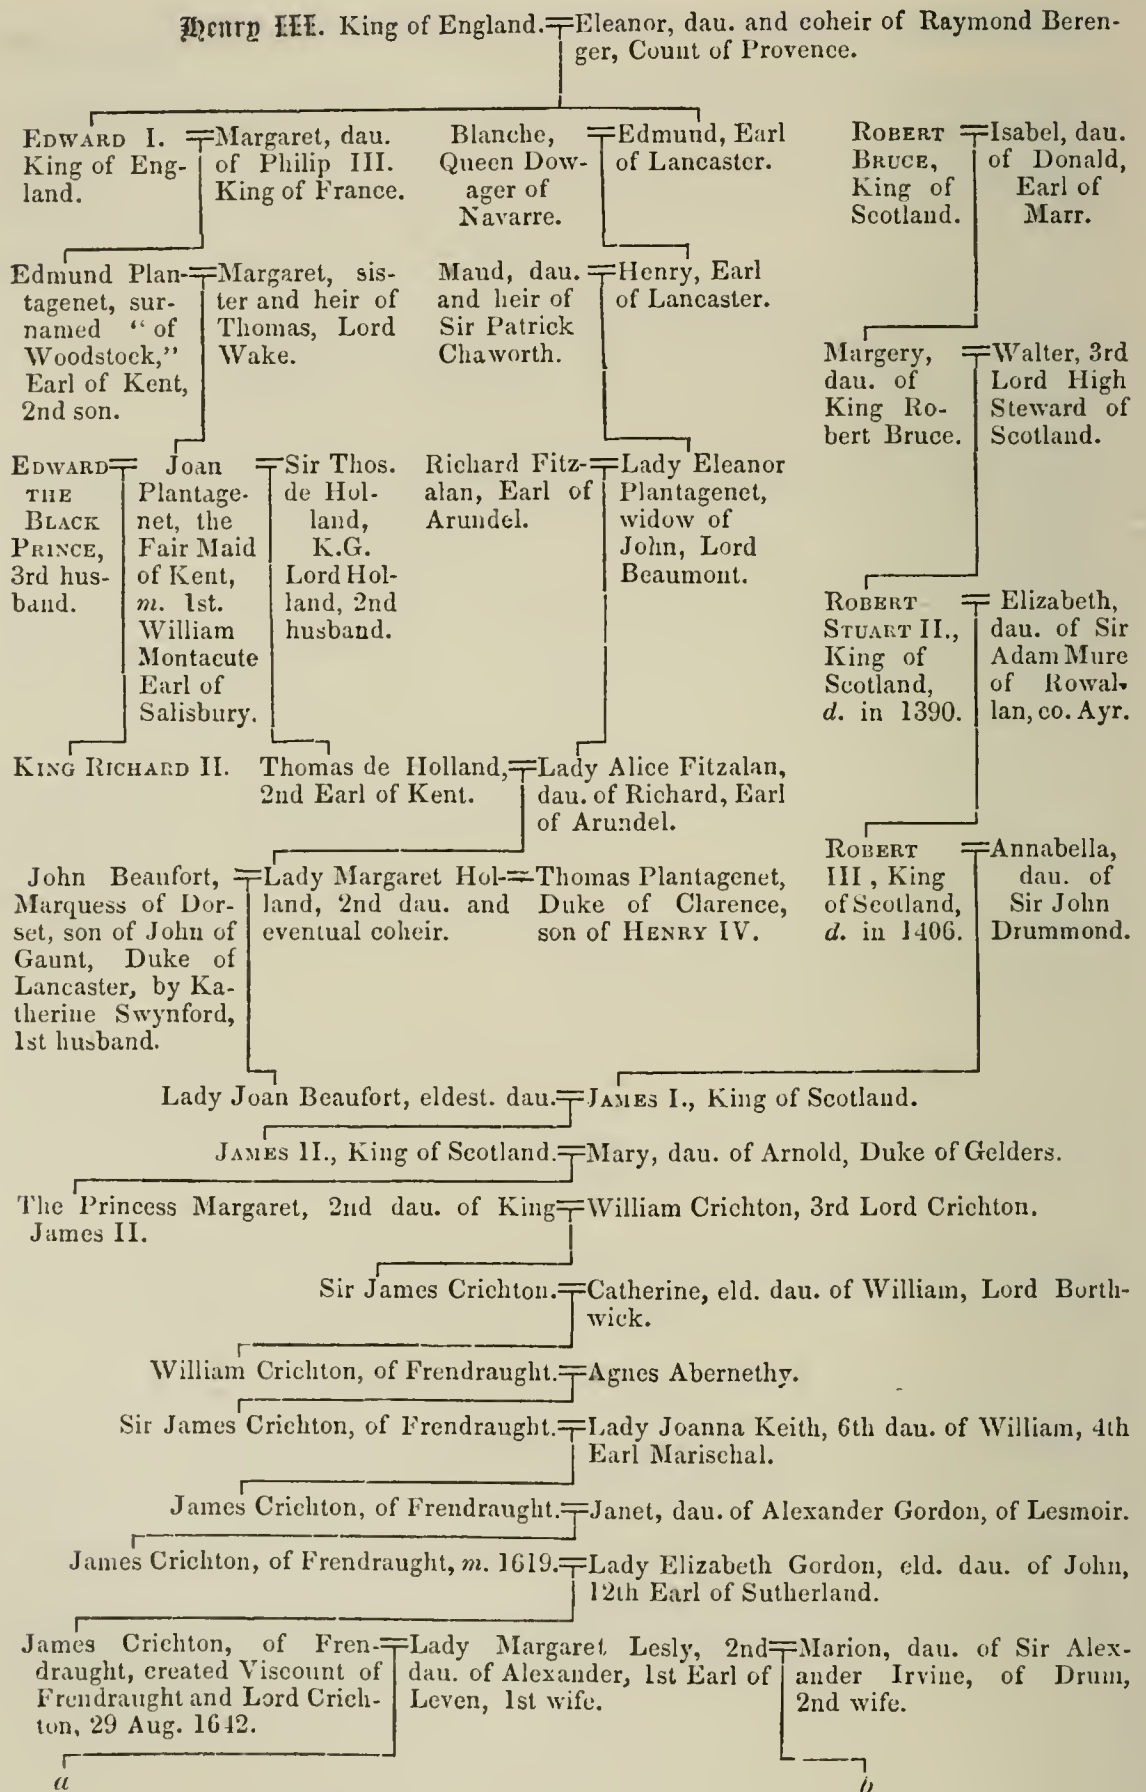 Henry III. King of England. Eleanor, dau. and coheir of Raymond Beren-
ger, Count of Provence.
EDWARD I.
King of Eng-
land.
Margaret, dau.
of Philip III.
King of France.
Blanche,
Queen Dow-
ager of
Navarre.
Edmund, Earl
of Lancaster.
ROBERT
BRUCE,
King of
Scotland.
Isabel, dau.
of Donald,
Earl of
Marr.
Edmund Plan-
tagenet, sur-
named "of
Woodstock,"
Earl of Kent,
2nd son.
Margaret, sis-
ter and heir of
Thomas, Lord
Wake.
Maud, dau.
and heir of
Sir Patrick
Chaworth.
Henry, Earl
of Lancaster.
Margery,
dau. of
King Ro-
bert Bruce.
Walter, 3rd
Lord High
Steward of
Scotland.
EDWARD
THE
BLACK
PRINCE,
3rd hus-
band.
Joan
Plantage-
net, the
Fair Maid
of Kent,
m. 1st.
William
Montacute
Earl of
Salisbury.
Sir Thos.
de Hol-
land,
K.G.
Lord Hol-
land, 2nd
husband.
Richard Fitz-
alan, Earl of
Arundel.
Lady Eleanor
Plantagenet,
widow of
John, Lord
Beaumont.
ROBERT
STUART II.,
King of
Scotland,
d. in 1390.
Elizabeth,
dau. of Sir
Adam Mure
of Rowal-
lan, co. Ayr.
KING RICHARD II.
Thomas de Holland,
2nd Earl of Kent.
Lady Alice Fitzalan,
dau. of Richard, Earl
of Arundel.
John Beaufort,
Marquess of Dor-
set, son of John of
Gaunt, Duke of
Lancaster, by Ka-
therine Swynford,
1st husband.
Lady Margaret Hol-
land, 2nd dau. and
eventual coheir.
Thomas Plantagenet,
Duke of Clarence,
son of HENRY IV.
ROBERT
III, King
of Scotland,
d. in 1406.
Annabella,
dau. of
Sir John
Drummond.
Lady Joan Beaufort, eldest. dau. JAMES I., King of Scotland.
JAMES II., King of Scotland. Mary, dau. of Arnold, Duke of Gelders.
The Princess Margaret, 2nd dau. of King
James II.
William Crichton, 3rd Lord Crichton.
Sir James Crichton. Catherine, eld. dau. of William, Lord Borth-
wick.
William Crichton, of Frendraught. Agnes Abernethy.
Sir James Crichton, of Frendraught. Lady Joanna Keith, 6th dau. of William, 4th
Earl Marischal.
James Crichton, of Frendraught. Janet, dau. of Alexander Gordon, of Lesmoir.
James Crichton, of Frendraught, m. 1619. Lady Elizabeth Gordon, eld. dau. of John,
12th Earl of Sutherland.
James Crichton, of Fren-
draught, created Viscount of
Frendraught and Lord Crich-
ton, 29 Aug. 1642.
Lady Margaret Lesly, 2nd
dau. of Alexander, 1st Earl of
Leven, 1st wife.
Marion, dau. of Sir Alex-
ander Irvine, of Drum,
2nd wife.
a
b